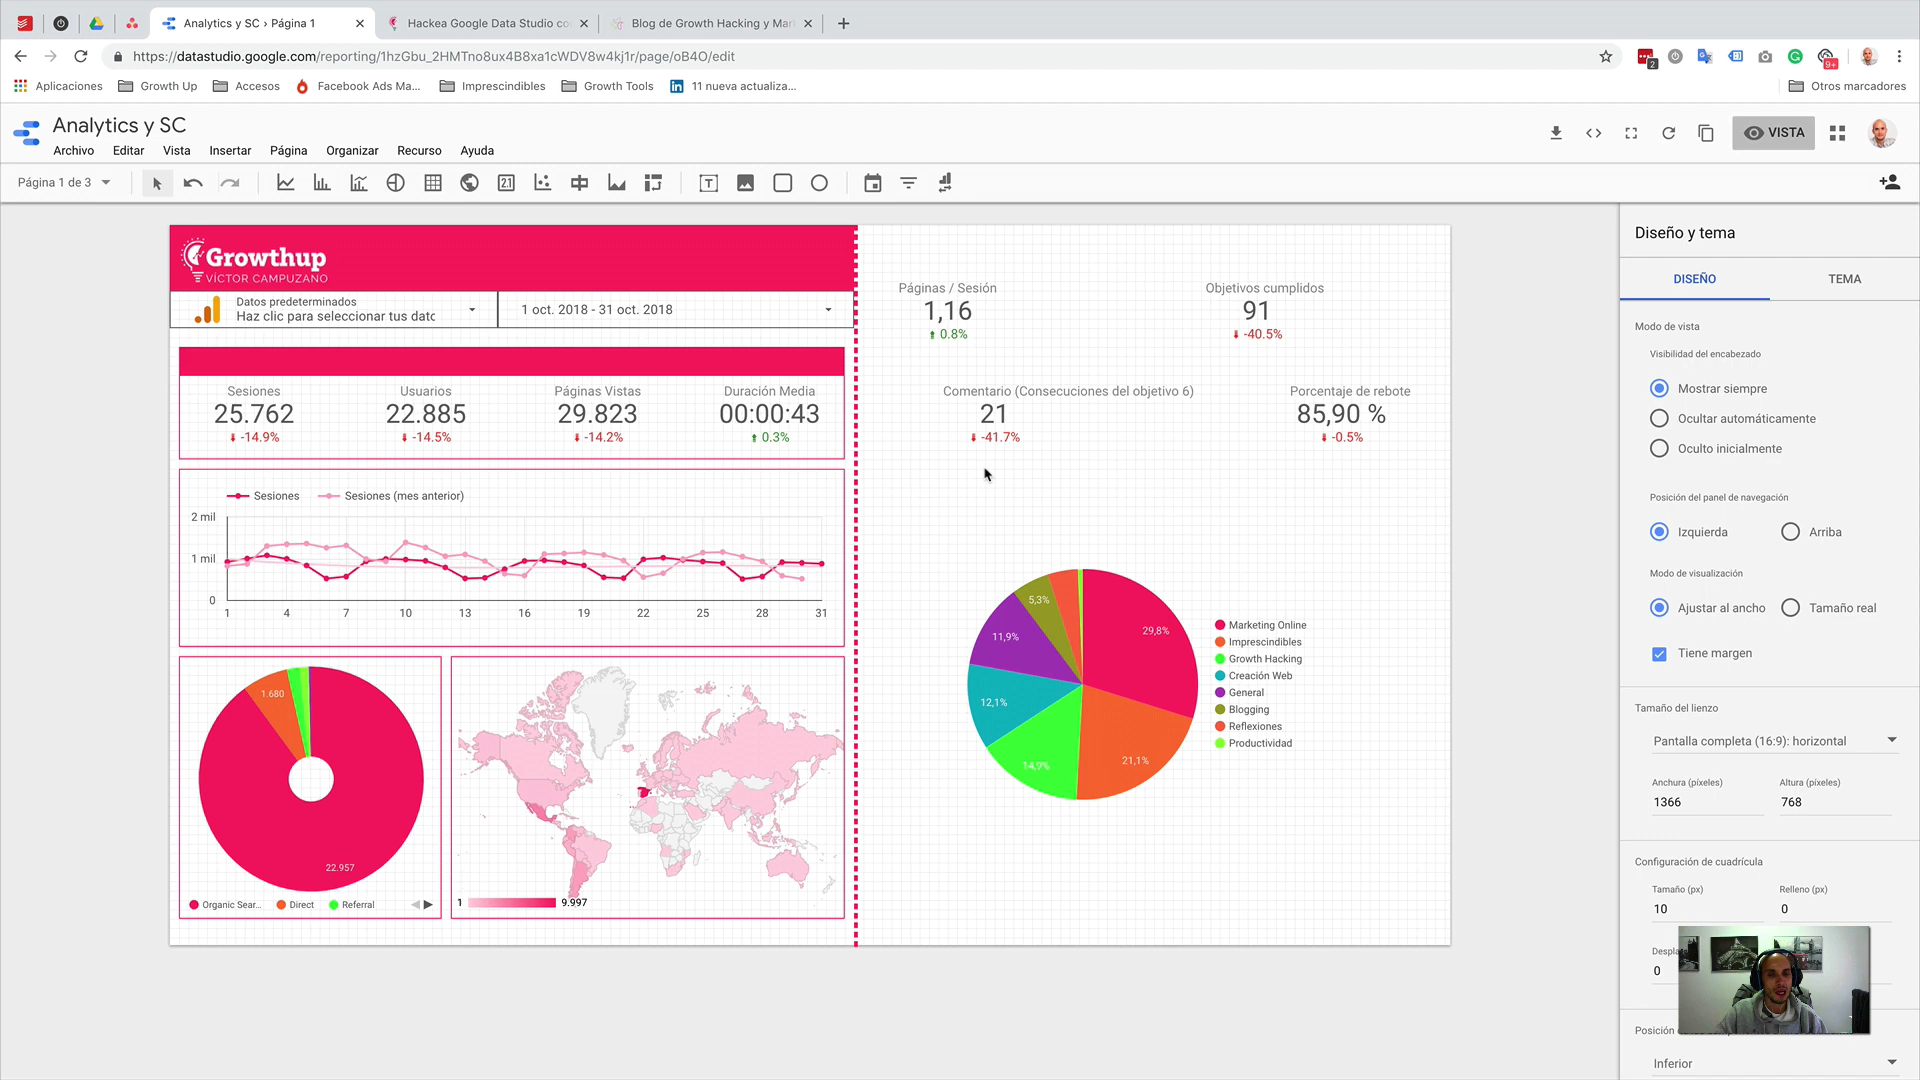 Analytics y SC › Página 1
Hackea Google Data Studio co
Blog de Growth Hacking y Mar
https://datastudio.google.com/reporting/1hzGbu_2HMTno8ux4B8xa1cWDV8w4kj1r/page/oB4O/edit
2
9+
Aplicaciones
Growth Up
Accesos
Facebook Ads Ma...
Imprescindibles
Growth Tools
11 nueva actualiza...
Otros marcadores
Analytics y SC
Archivo Editar Vista Insertar Página Organizar Recurso Ayuda
VISTA
Página 1 de 3
Growthup
VÍCTOR CAMPUZANO
Datos predeterminados
Haz clic para seleccionar tus datc
1 oct. 2018 - 31 oct. 2018
Sesiones
25.762
-14.9%
Usuarios
22.885
-14.5%
Páginas Vistas
29.823
-14.2%
Duración Media
00:00:43
0.3%
Sesiones
Sesiones (mes anterior)
2 mil
1 mil
0
1 4 7 10 13 16 19 22 25 28 31
1.680
22.957
Organic Sear...
Direct
Referral
1
9.997
Páginas / Sesión
1,16
0.8%
Objetivos cumplidos
91
-40.5%
Comentario (Consecuciones del objetivo 6)
21
-41.7%
Porcentaje de rebote
85,90 %
-0.5%
29,8%
21,1%
14,9%
12,1%
11,9%
5,3%
Marketing Online
Imprescindibles
Growth Hacking
Creación Web
General
Blogging
Reflexiones
Productividad
Diseño y tema
DISEÑO
TEMA
Modo de vista
Visibilidad del encabezado
Mostrar siempre
Ocultar automáticamente
Oculto inicialmente
Posición del panel de navegación
Izquierda
Arriba
Modo de visualización
Ajustar al ancho
Tamaño real
Tiene margen
Tamaño del lienzo
Pantalla completa (16:9): horizontal
Anchura (píxeles)
1366
Altura (píxeles)
768
Configuración de cuadrícula
Tamaño (px)
10
Relleno (px)
0
0
Inferior